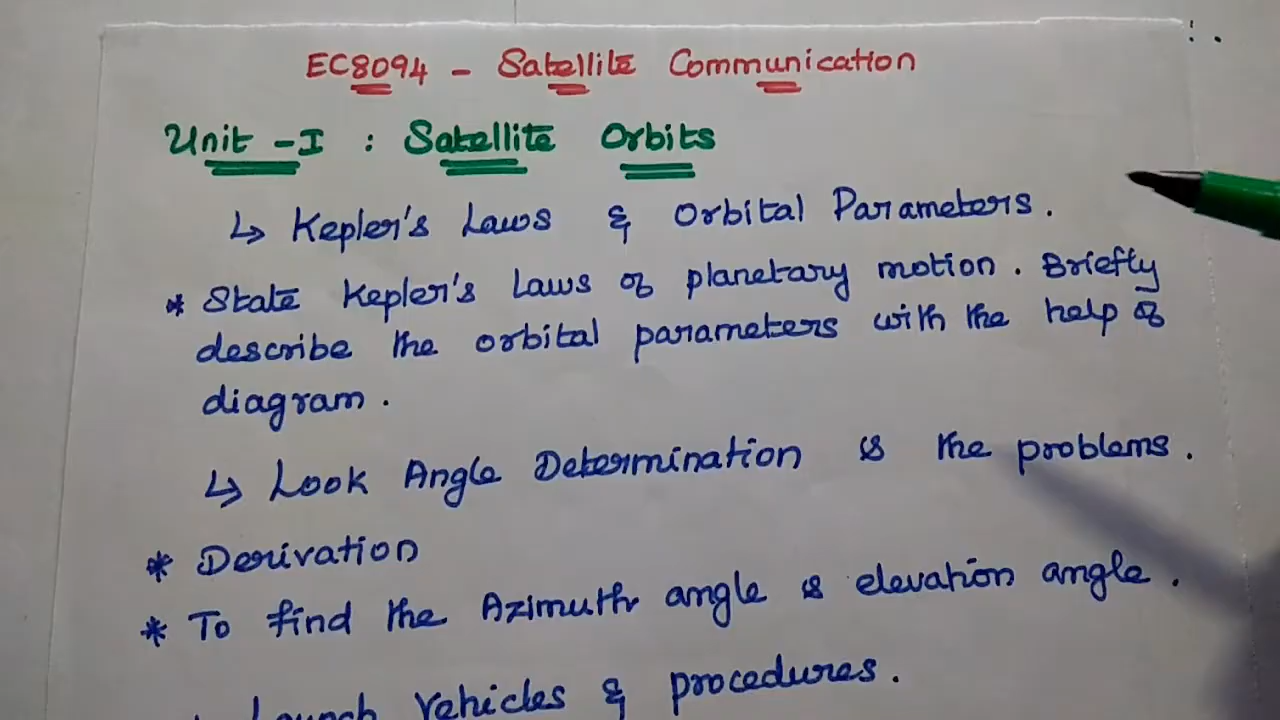 EC8094 - Satellite Communication
Unit - I : Satellite Orbits
↳ Kepler's Laws & Orbital Parameters.
* State Kepler's Laws of planetary motion. Briefly
describe the orbital parameters with the help of
diagram.
↳ Look Angle Determination & the problems.
* Derivation
* To find the Azimuth angle & elevation angle.
↳ Launch Vehicles & procedures.